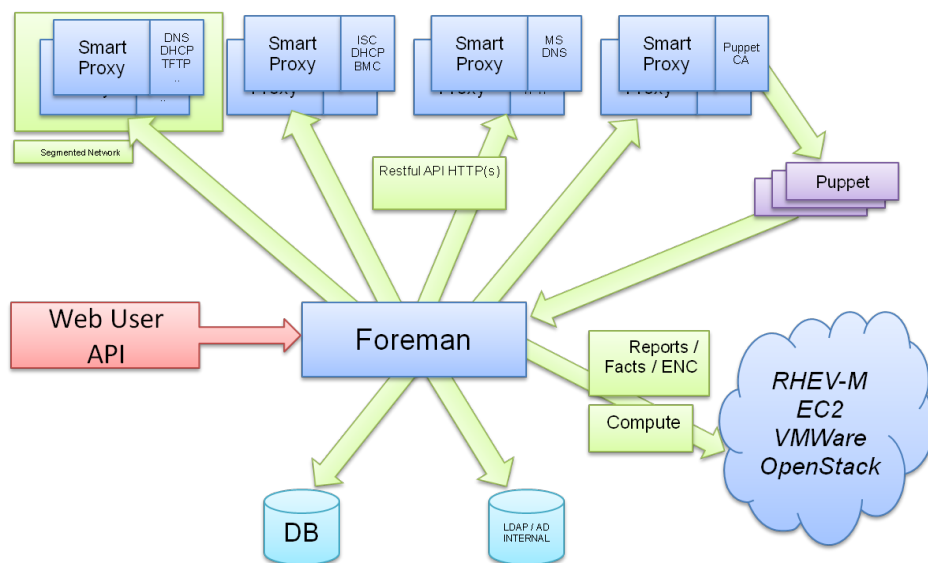 Smart
Proxy
DNS
DHCP
TFTP
..
..
Smart
Proxy
ISC
DHCP
BMC
Smart
Proxy
MS
DNS
Smart
Proxy
Puppet
CA
Segmented Network
Restful API HTTP(s)
Puppet
Web User
API
Foreman
Reports /
Facts / ENC
Compute
RHEV-M
EC2
VMWare
OpenStack
DB
LDAP / AD
INTERNAL